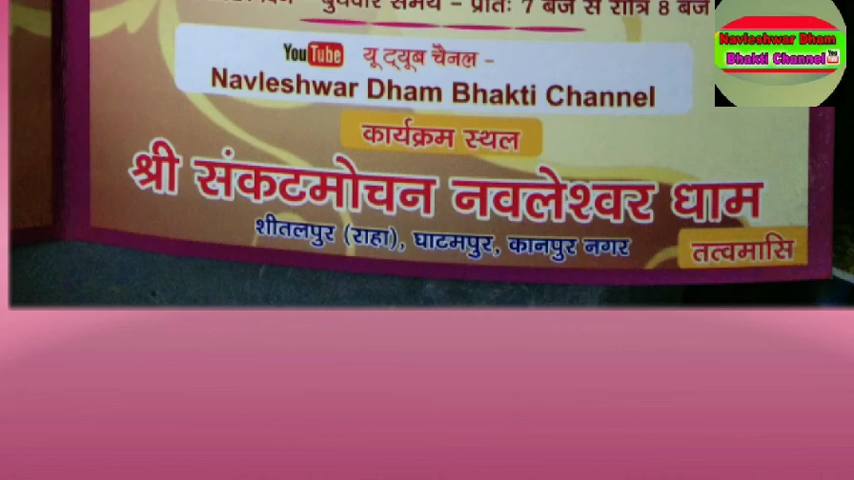 बुधवार समय - प्रातः 7 बजे से रात्रि 8 बजे
YouTube यू ट्यूब चैनल -
Navleshwar Dham Bhakti Channel
कार्यक्रम स्थल
श्री संकटमोचन नवलेश्वर धाम
शीतलपुर (राहा), घाटमपुर, कानपुर नगर
तत्वमासि
Navleshwar Dham
Bhakti Channel